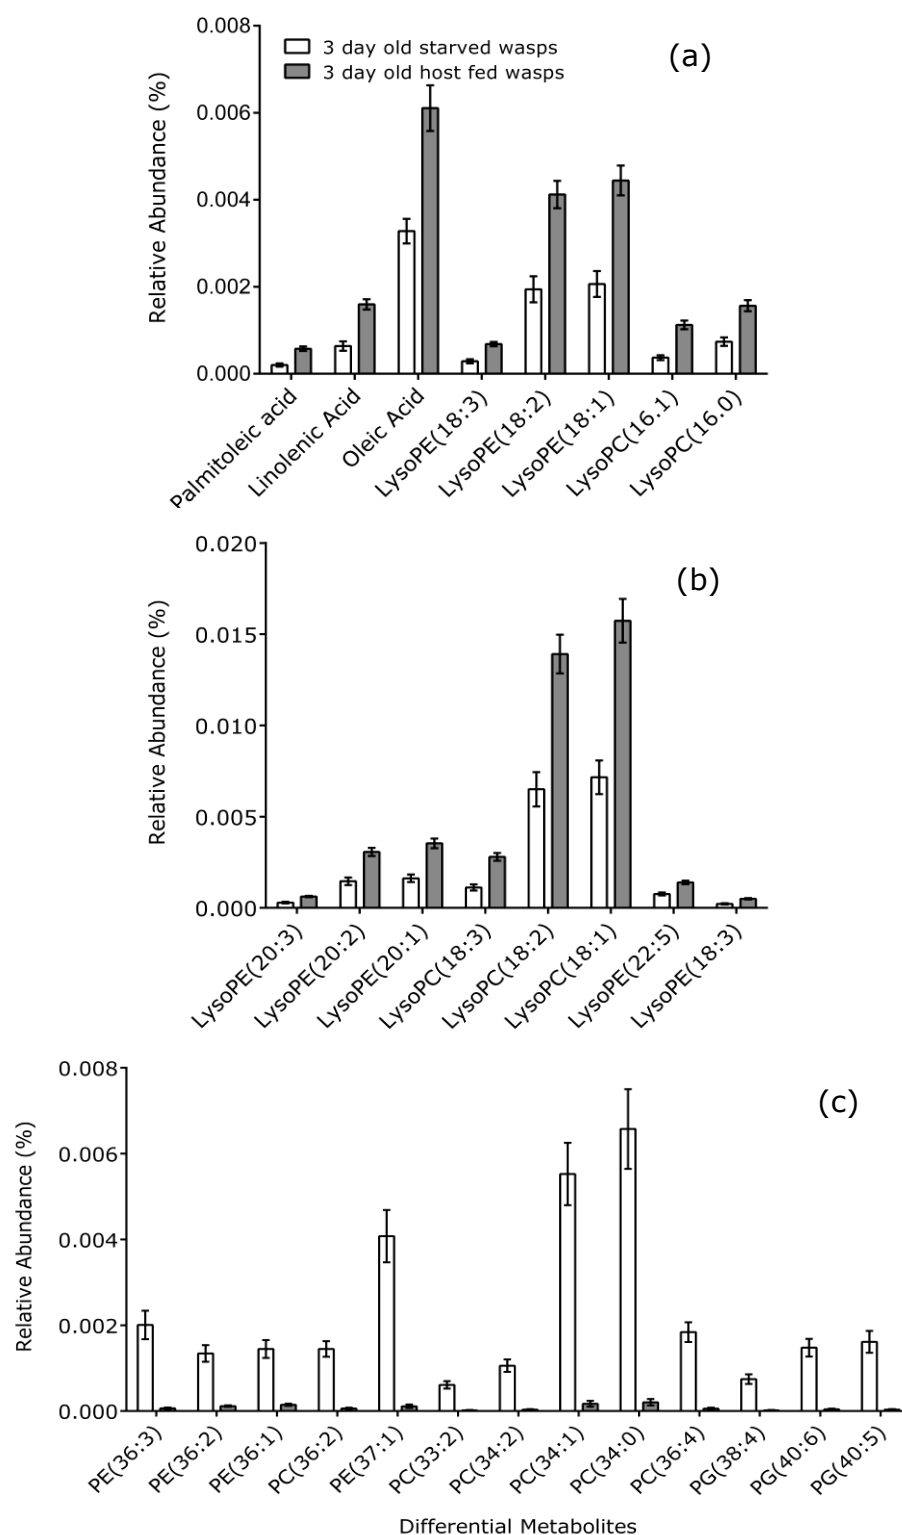 0.008
0.006
0.004
0.002
0.000
Relative Abundance (%)
3 day old starved wasps
3 day old host fed wasps
(a)
Palmitoleic acid
Linolenic Acid
Oleic Acid
LysoPE(18:3)
LysoPE(18:2)
LysoPE(18:1)
LysoPC(16.1)
LysoPC(16.0)
0.020
0.015
0.010
0.005
0.000
Relative Abundance (%)
(b)
LysoPE(20:3)
LysoPE(20:2)
LysoPE(20:1)
LysoPC(18:3)
LysoPC(18:2)
LysoPC(18:1)
LysoPE(22:5)
LysoPE(18:3)
0.008
0.006
0.004
0.002
0.000
Relative Abundance (%)
(c)
PE(36:3)
PE(36:2)
PE(36:1)
PC(36:2)
PE(37:1)
PC(33:2)
PC(34:2)
PC(34:1)
PC(34:0)
PC(36:4)
PG(38:4)
PG(40:6)
PG(40:5)
Differential Metabolites